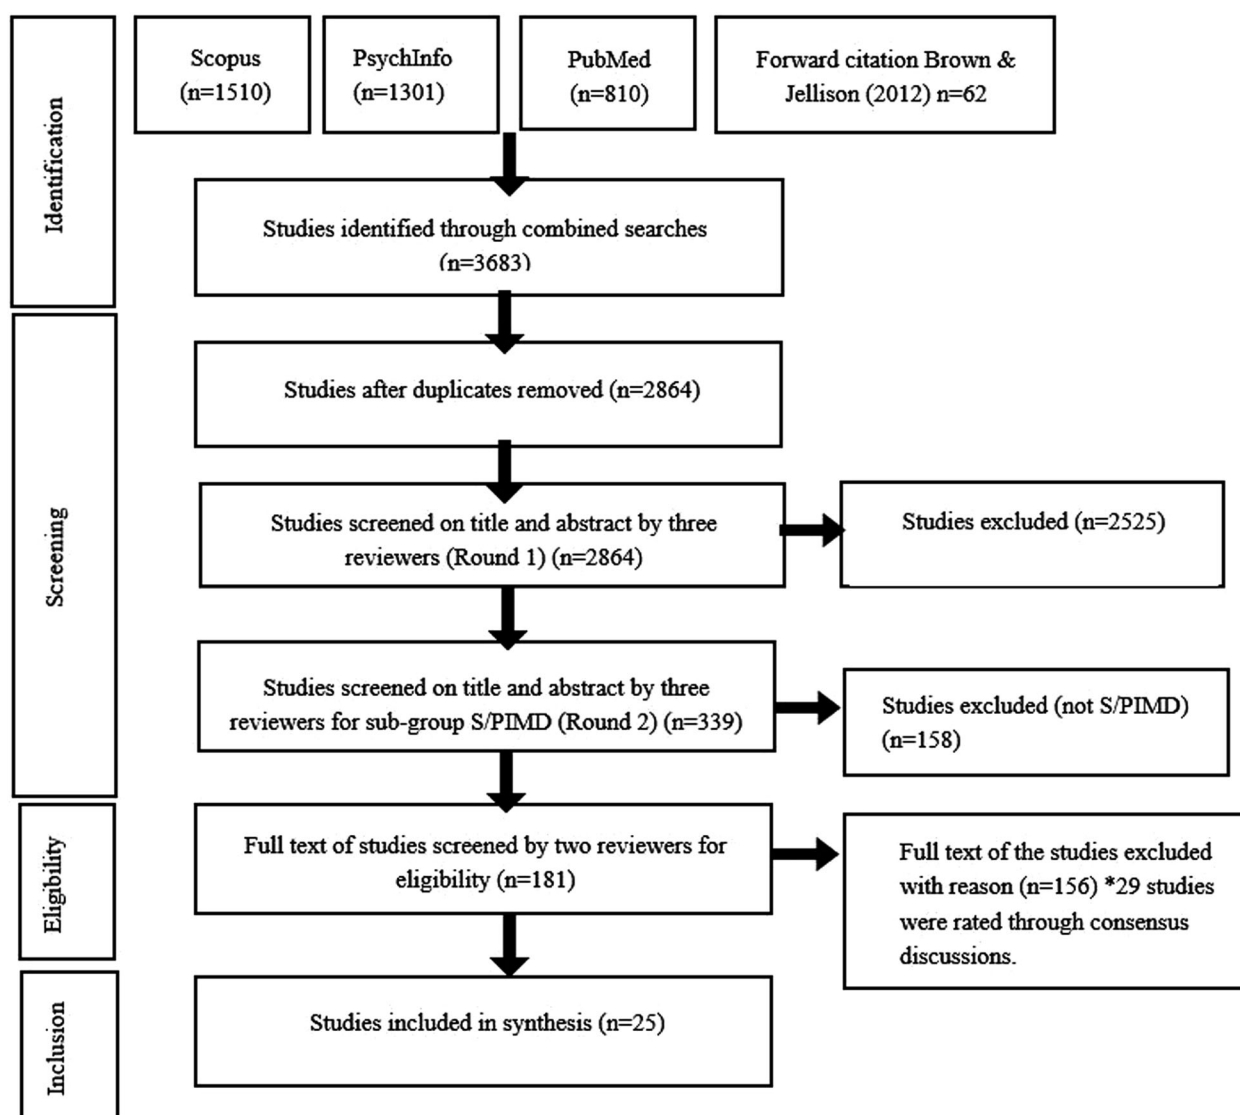 Identification
Scopus
(n=1510)
PsychInfo
(n=1301)
PubMed
(n=810)
Forward citation Brown &
Jellison (2012) n=62
Studies identified through combined searches
(n=3683)
Screening
Studies after duplicates removed (n=2864)
Studies screened on title and abstract by three
reviewers (Round 1) (n=2864)
Studies excluded (n=2525)
Studies screened on title and abstract by three
reviewers for sub-group S/PIMD (Round 2) (n=339)
Studies excluded (not S/PIMD)
(n=158)
Eligibility
Full text of studies screened by two reviewers for
eligibility (n=181)
Full text of the studies excluded
with reason (n=156) *29 studies
were rated through consensus
discussions.
Inclusion
Studies included in synthesis (n=25)